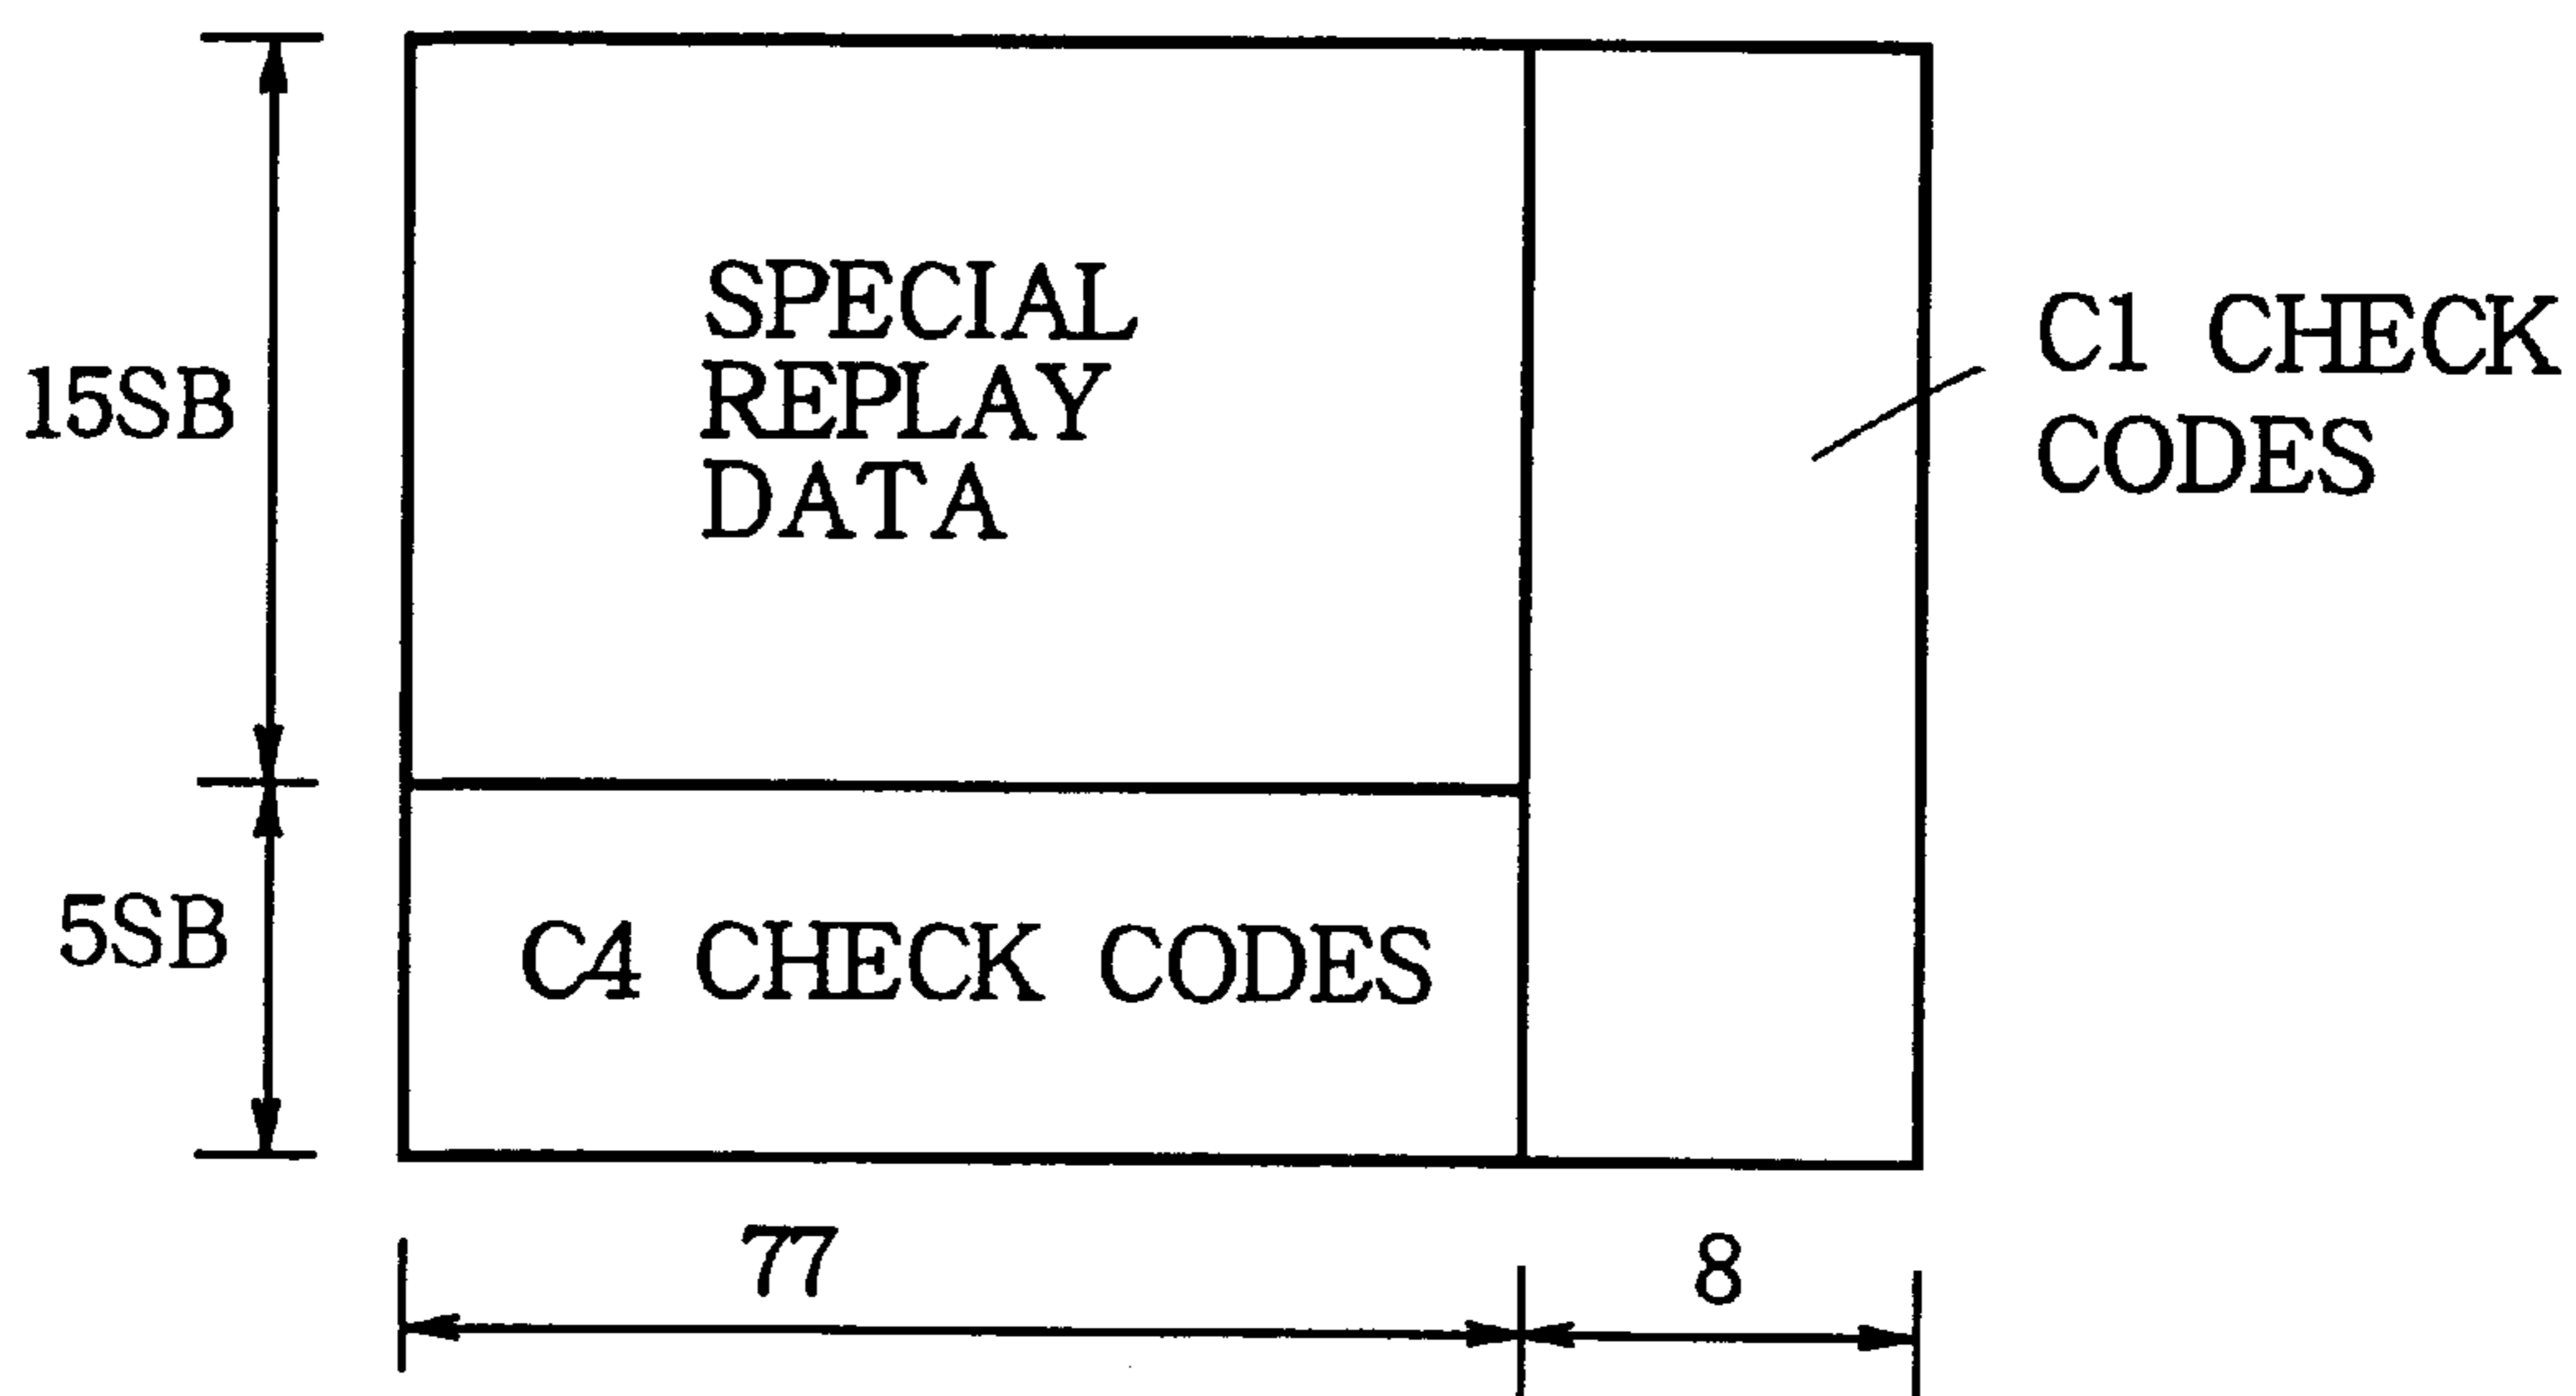 SPECIAL
REPLAY
DATA
C1 CHECK
CODES
15SB
5SB
C4 CHECK CODES
77
8